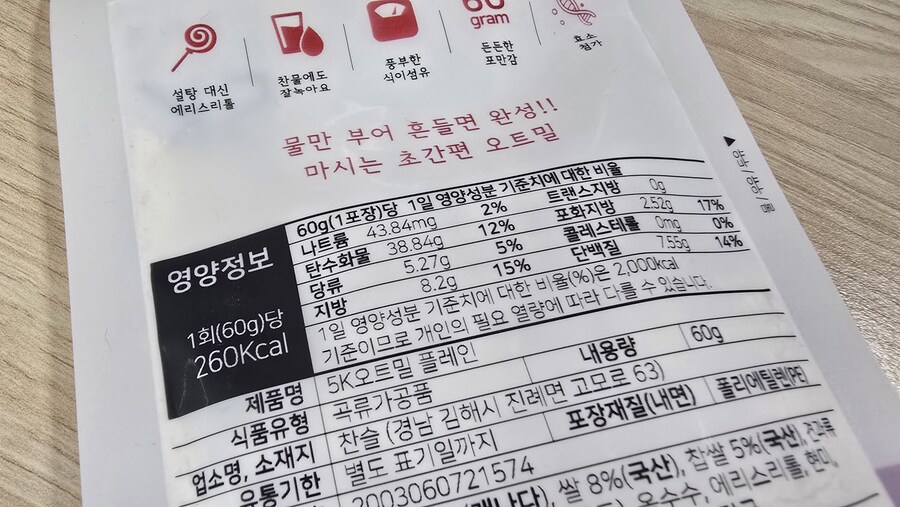 설탕 대신
에리스리톨
찬물에도
잘녹아요
풍부한
식이섬유
60
gram
든든한
포만감
효소
첨가
물만 부어 흔들면 완성!!
마시는 초간편 오트밀
영양정보
1회(60g)당
260Kcal
60g(1포장)당 1일 영양성분 기준치에 대한 비율
나트륨 43.84mg 2% 트랜스지방 0g
탄수화물 38.84g 12% 포화지방 2.52g 17%
당류 5.27g 5% 콜레스테롤 0mg 0%
지방 8.2g 15% 단백질 7.55g 14%
1일 영양성분 기준치에 대한 비율(%)은 2,000kcal
기준이므로 개인의 필요 열량에 따라 다를 수 있습니다.
제품명 5K오트밀 플레인 내용량 60g
식품유형 곡류가공품 포장재질(내면) 폴리에틸렌(PE)
업소명, 소재지 찬슬 (경남 김해시 진례면 고모로 63)
유통기한 별도 표기일까지
2003060721574
쌀 8%(국산), 찹쌀 5%(국산),
옥수수, 에리스리톨, 현미,